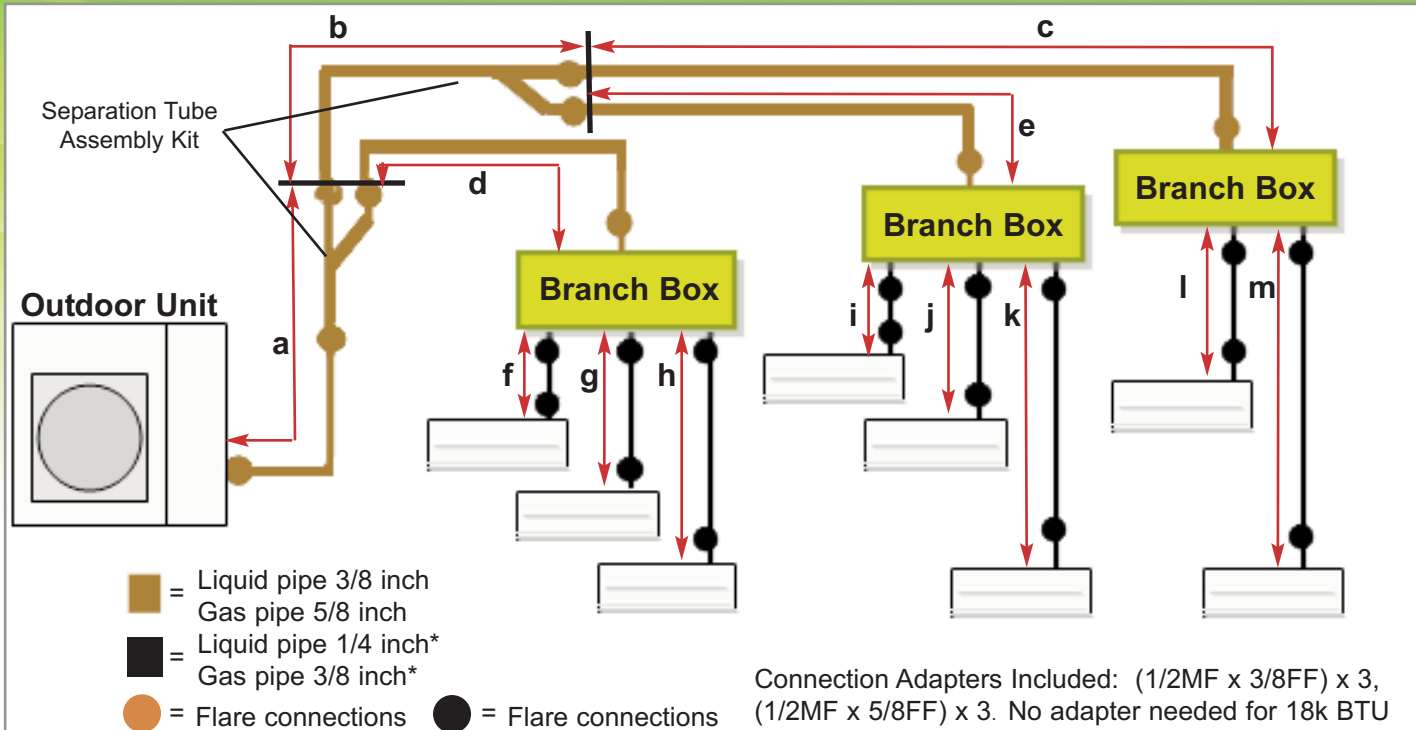 b
c
Separation Tube
Assembly Kit
e
d
Branch Box
Branch Box
Branch Box
Outdoor Unit
a
f
g
h
i
j
k
l
m
= Liquid pipe 3/8 inch
Gas pipe 5/8 inch
= Liquid pipe 1/4 inch*
Gas pipe 3/8 inch*
= Flare connections
= Flare connections
Connection Adapters Included: (1/2MF x 3/8FF) x 3,
(1/2MF x 5/8FF) x 3. No adapter needed for 18k BTU